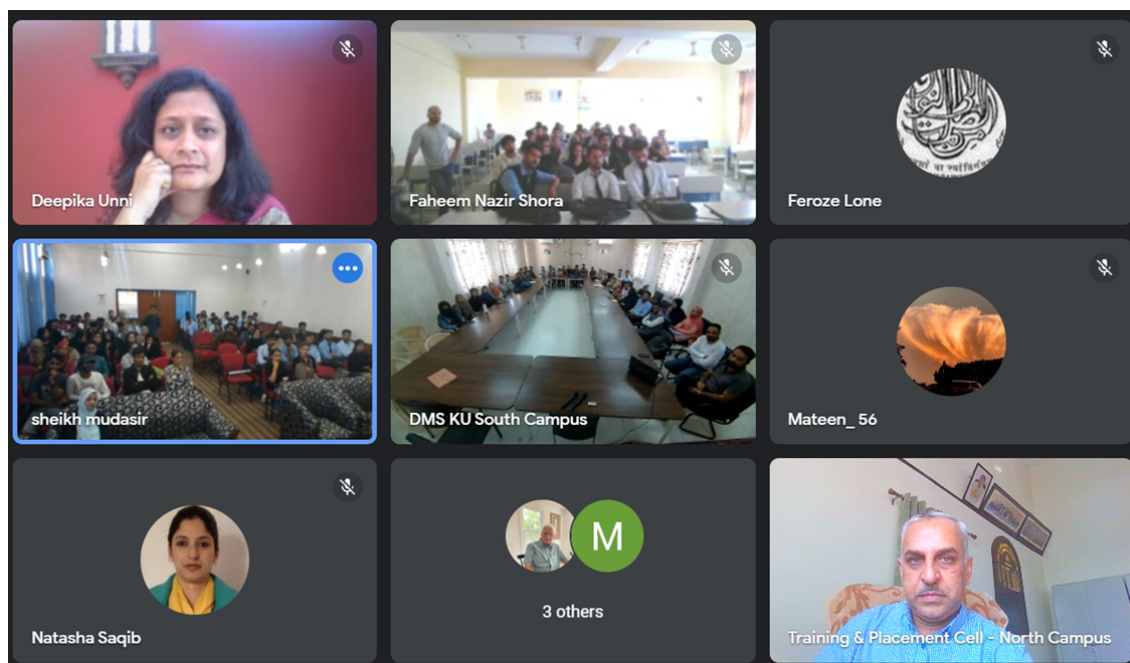 Deepika Unni
Faheem Nazir Shora
Feroze Lone
sheikh mudasir
DMS KU South Campus
Mateen_ 56
Natasha Saqib
M
3 others
Training & Placement Cell - North Campus